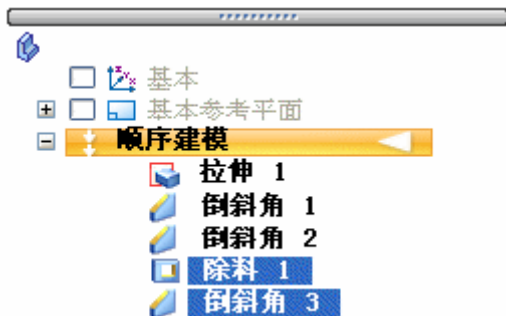 基本
基本参考平面
顺序建模
拉伸 1
倒斜角 1
倒斜角 2
除料 1
倒斜角 3